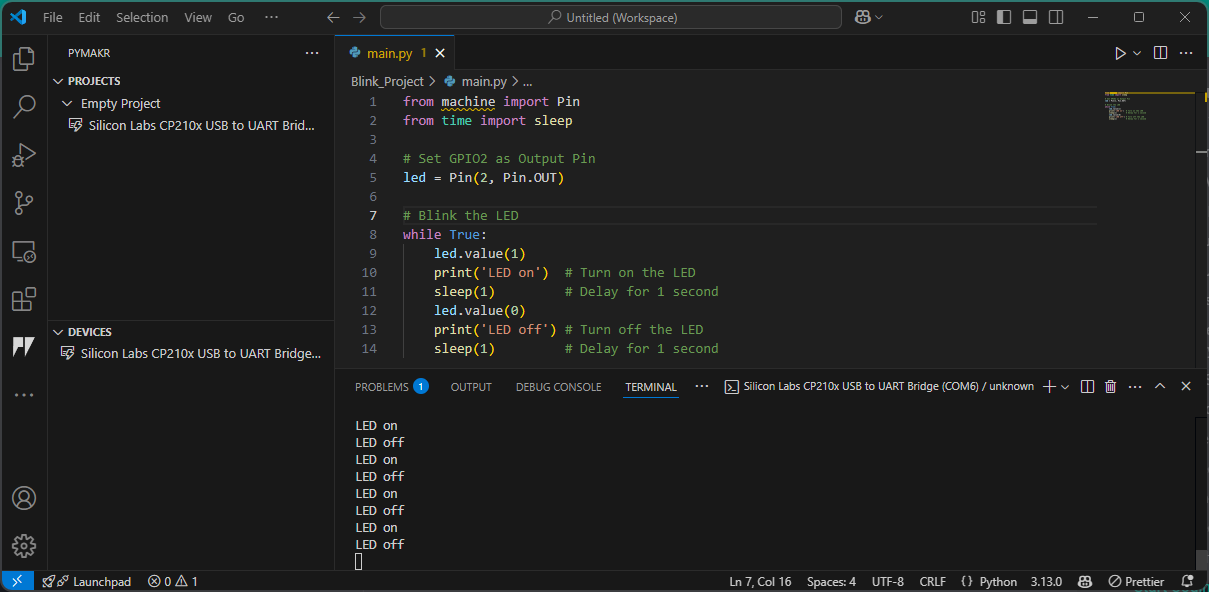 File Edit Selection View Go ··· Untitled (Workspace)
PYMAKR ···
PROJECTS
Empty Project
Silicon Labs CP210x USB to UART Brid...
DEVICES
Silicon Labs CP210x USB to UART Bridge...
main.py 1
Blink_Project > main.py > ...
1 from machine import Pin
2 from time import sleep
3
4 # Set GPIO2 as Output Pin
5 led = Pin(2, Pin.OUT)
6
7 # Blink the LED
8 while True:
9 led.value(1)
10 print('LED on') # Turn on the LED
11 sleep(1) # Delay for 1 second
12 led.value(0)
13 print('LED off') # Turn off the LED
14 sleep(1) # Delay for 1 second
PROBLEMS 1 OUTPUT DEBUG CONSOLE TERMINAL ··· Silicon Labs CP210x USB to UART Bridge (COM6) / unknown
LED on
LED off
LED on
LED off
LED on
LED off
LED on
LED off
Launchpad 0 1 Ln 7, Col 16 Spaces: 4 UTF-8 CRLF {} Python 3.13.0 Prettier